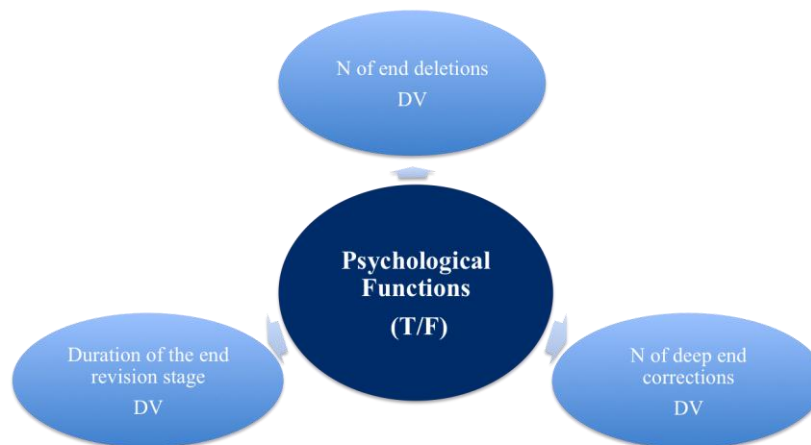 N of end deletions
DV
Psychological
Functions
(T/F)
Duration of the end
revision stage
DV
N of deep end
corrections
DV